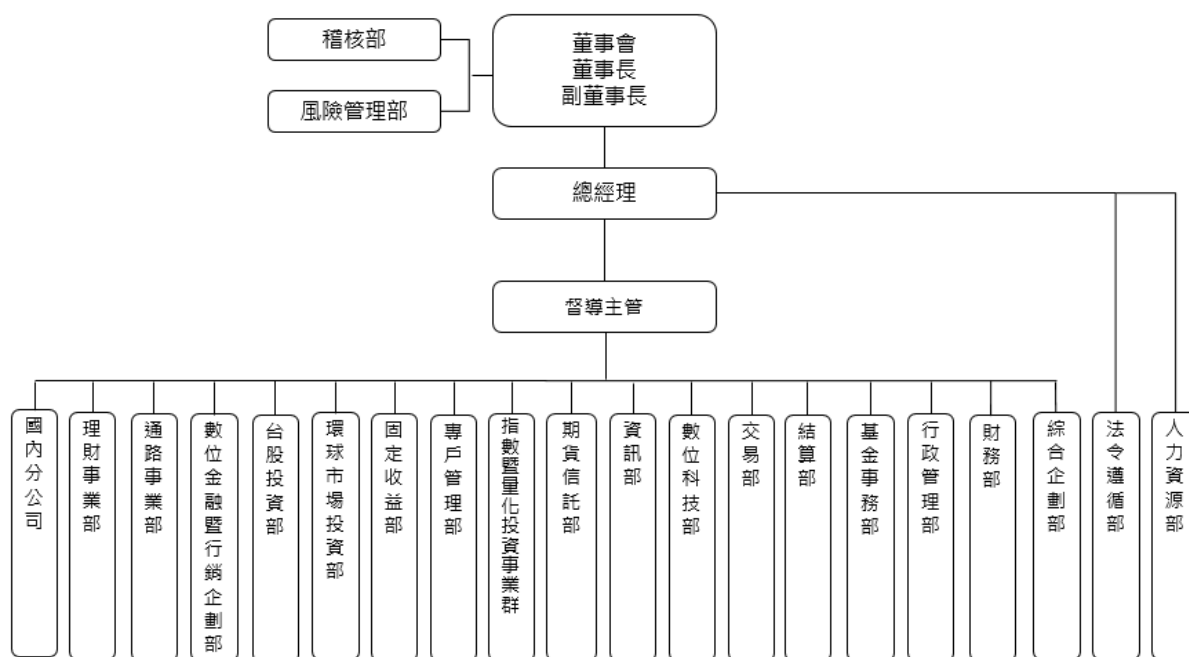 稽核部
風險管理部
董事會
董事長
副董事長
總經理
督導主管
國內分公司
理財事業部
通路事業部
數位金融暨行銷企劃部
台股投資部
環球市場投資部
固定收益部
專戶管理部
指數暨量化投資事業群
期貨信託部
資訊部
數位科技部
交易部
結算部
基金事務部
行政管理部
財務部
綜合企劃部
法令遵循部
人力資源部